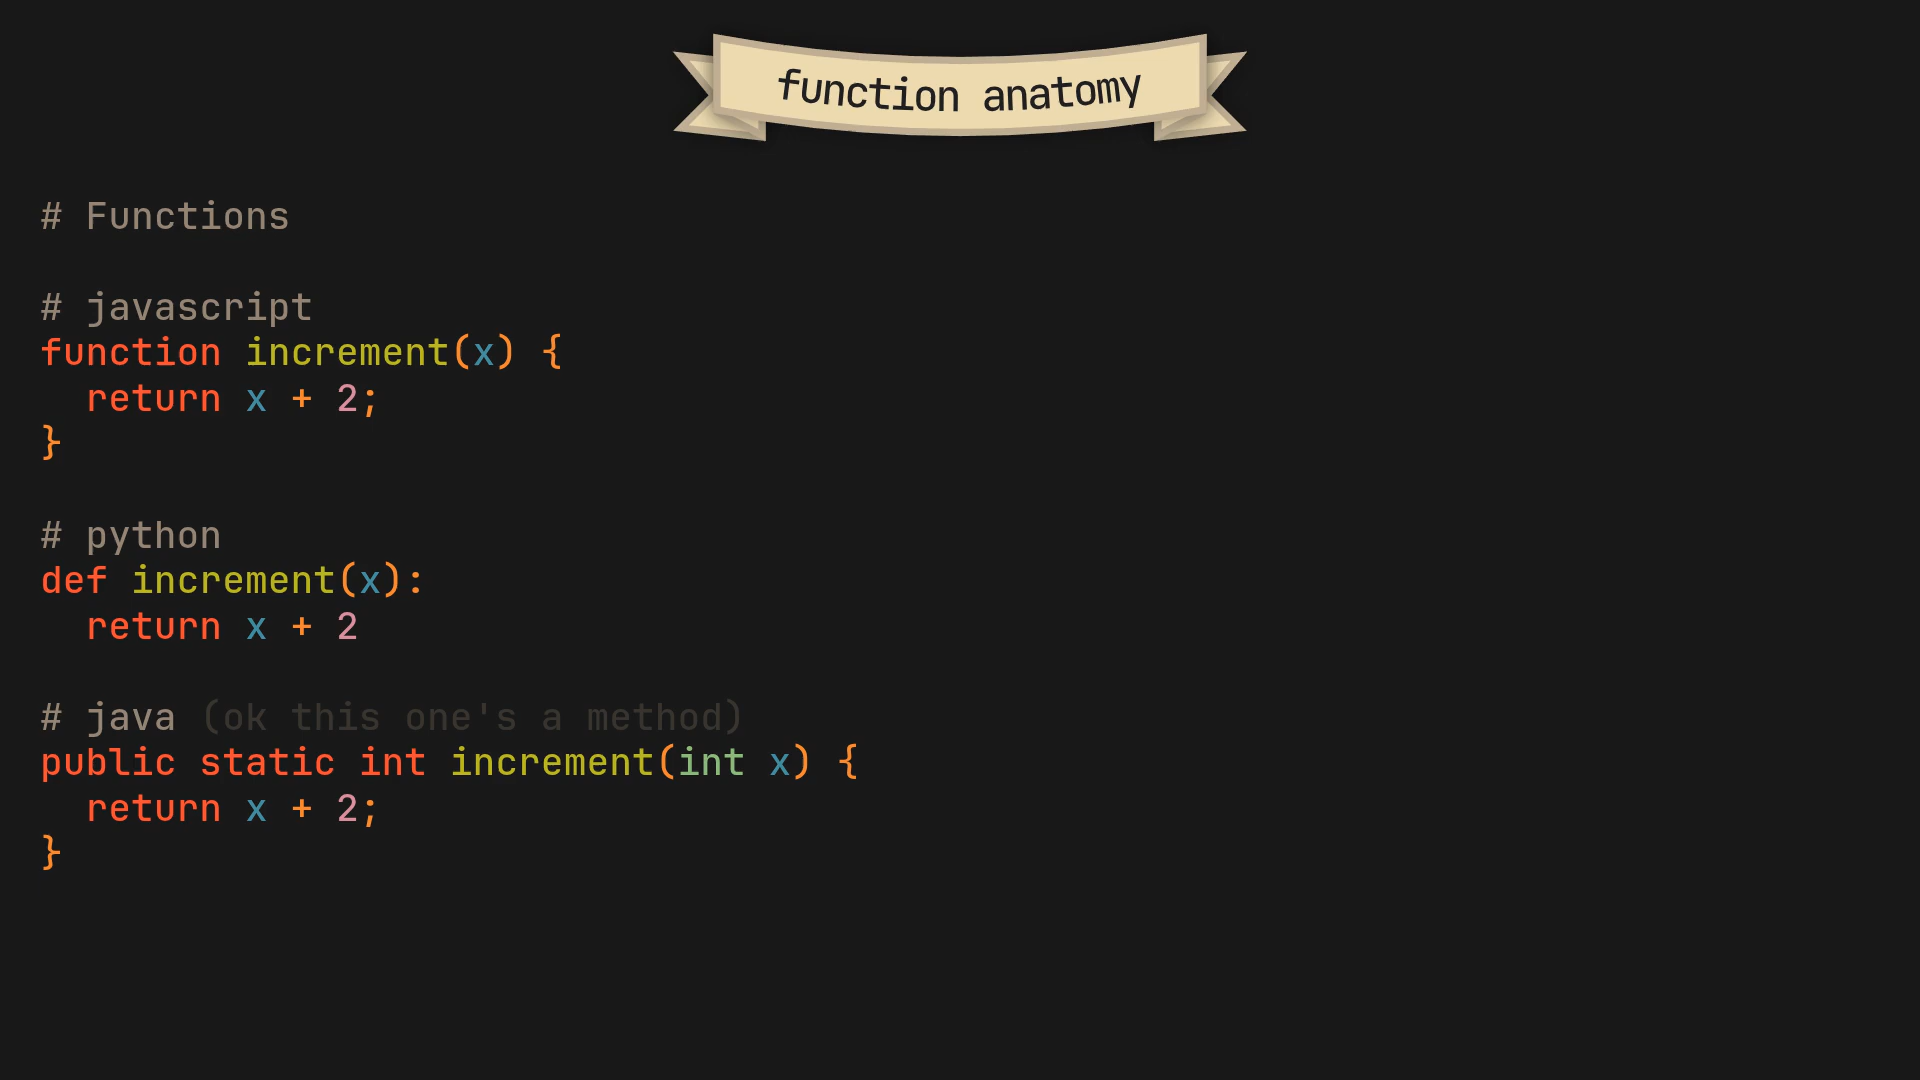 function anatomy
# Functions
# javascript
function increment(x) {
  return x + 2;
}
# python
def increment(x):
  return x + 2
# java (ok this one's a method)
public static int increment(int x) {
  return x + 2;
}